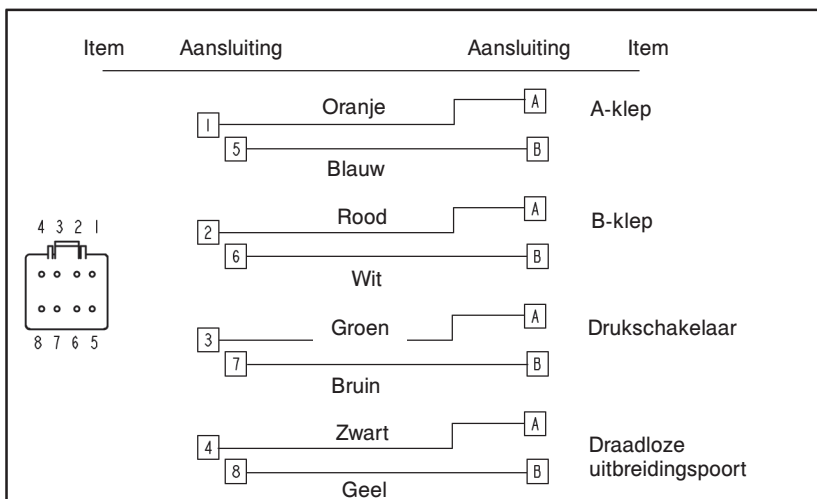 Item Aansluiting Aansluiting Item
Oranje A A-klep
1
5 B
Blauw
Rood A B-klep
2
6 B
Wit
4 3 2 1
8 7 6 5
Groen A Drukschakelaar
3
7 B
Bruin
Zwart A
4 Draadloze
8 B uitbreidingspoort
Geel